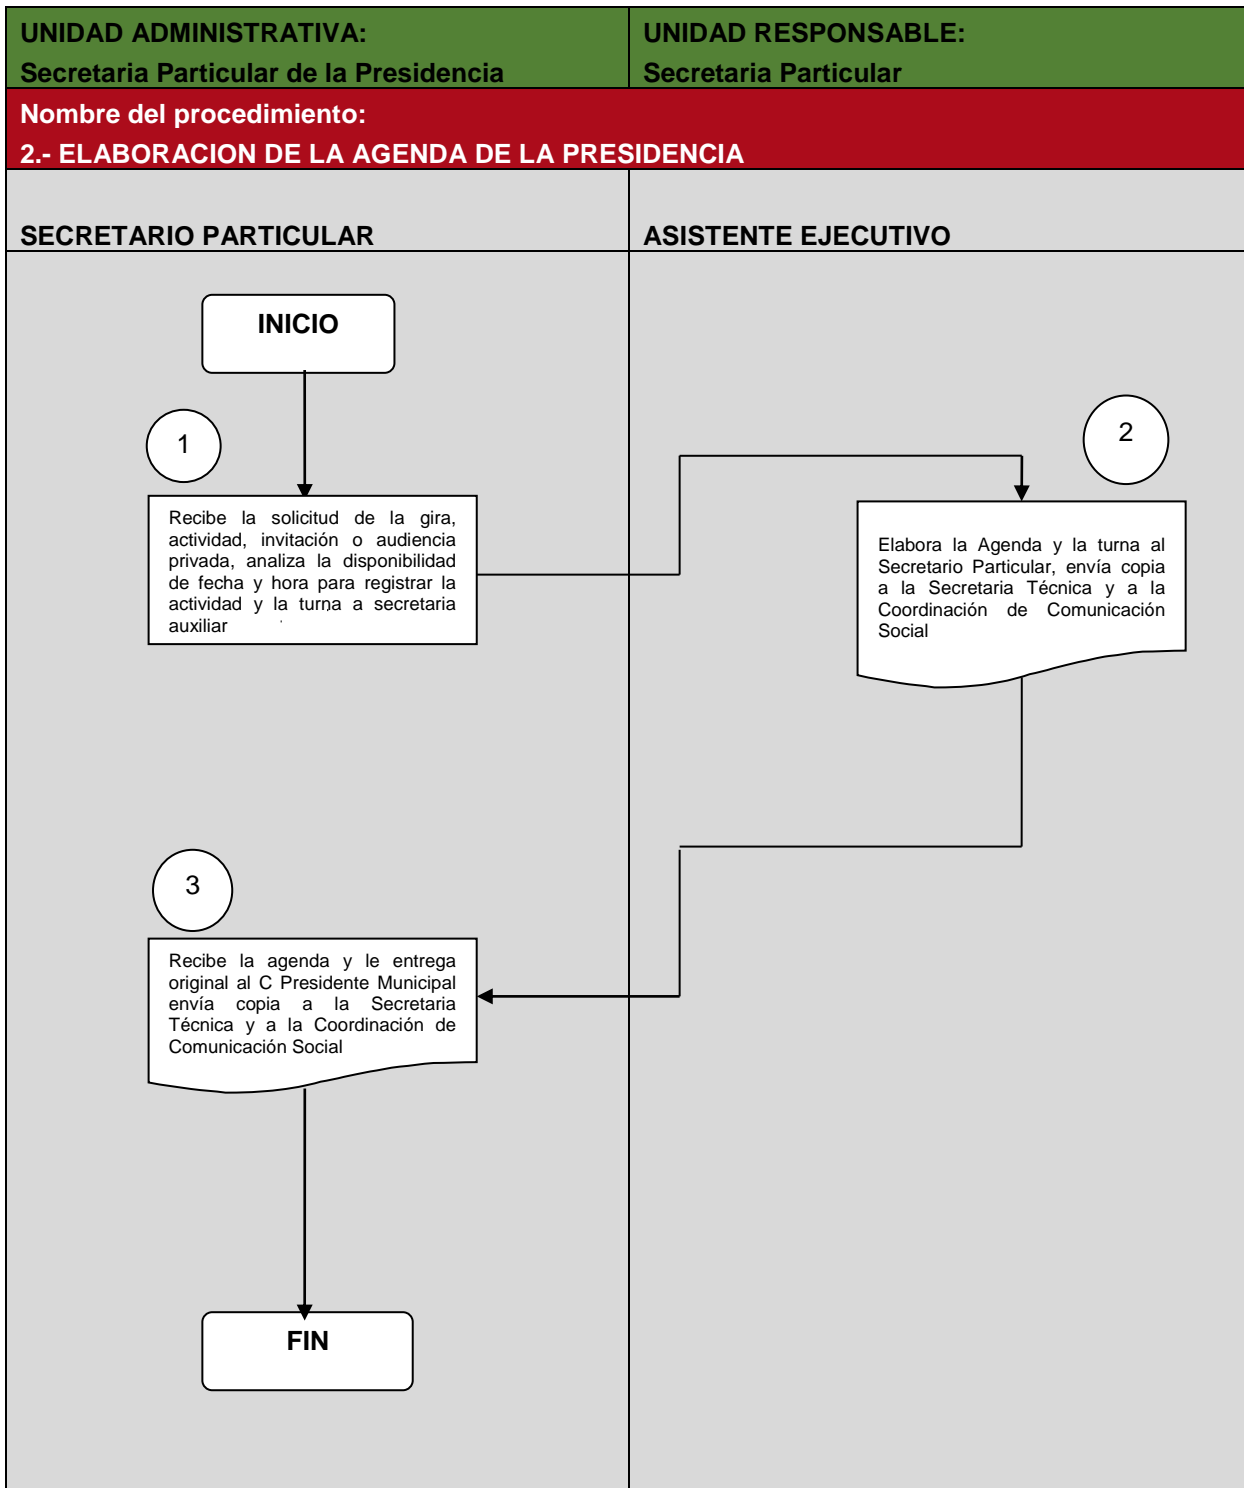 UNIDAD ADMINISTRATIVA:
Secretaria Particular de la Presidencia
UNIDAD RESPONSABLE:
Secretaria Particular
Nombre del procedimiento:
2.- ELABORACION DE LA AGENDA DE LA PRESIDENCIA
SECRETARIO PARTICULAR
ASISTENTE EJECUTIVO
INICIO
1
Recibe la solicitud de la gira,
actividad, invitación o audiencia
privada, analiza la disponibilidad
de fecha y hora para registrar la
actividad y la turna a secretaria
auxiliar
2
Elabora la Agenda y la turna al
Secretario Particular, envía copia
a la Secretaria Técnica y a la
Coordinación de Comunicación
Social
3
Recibe la agenda y le entrega
original al C Presidente Municipal
envía copia a la Secretaria
Técnica y a la Coordinación de
Comunicación Social
FIN